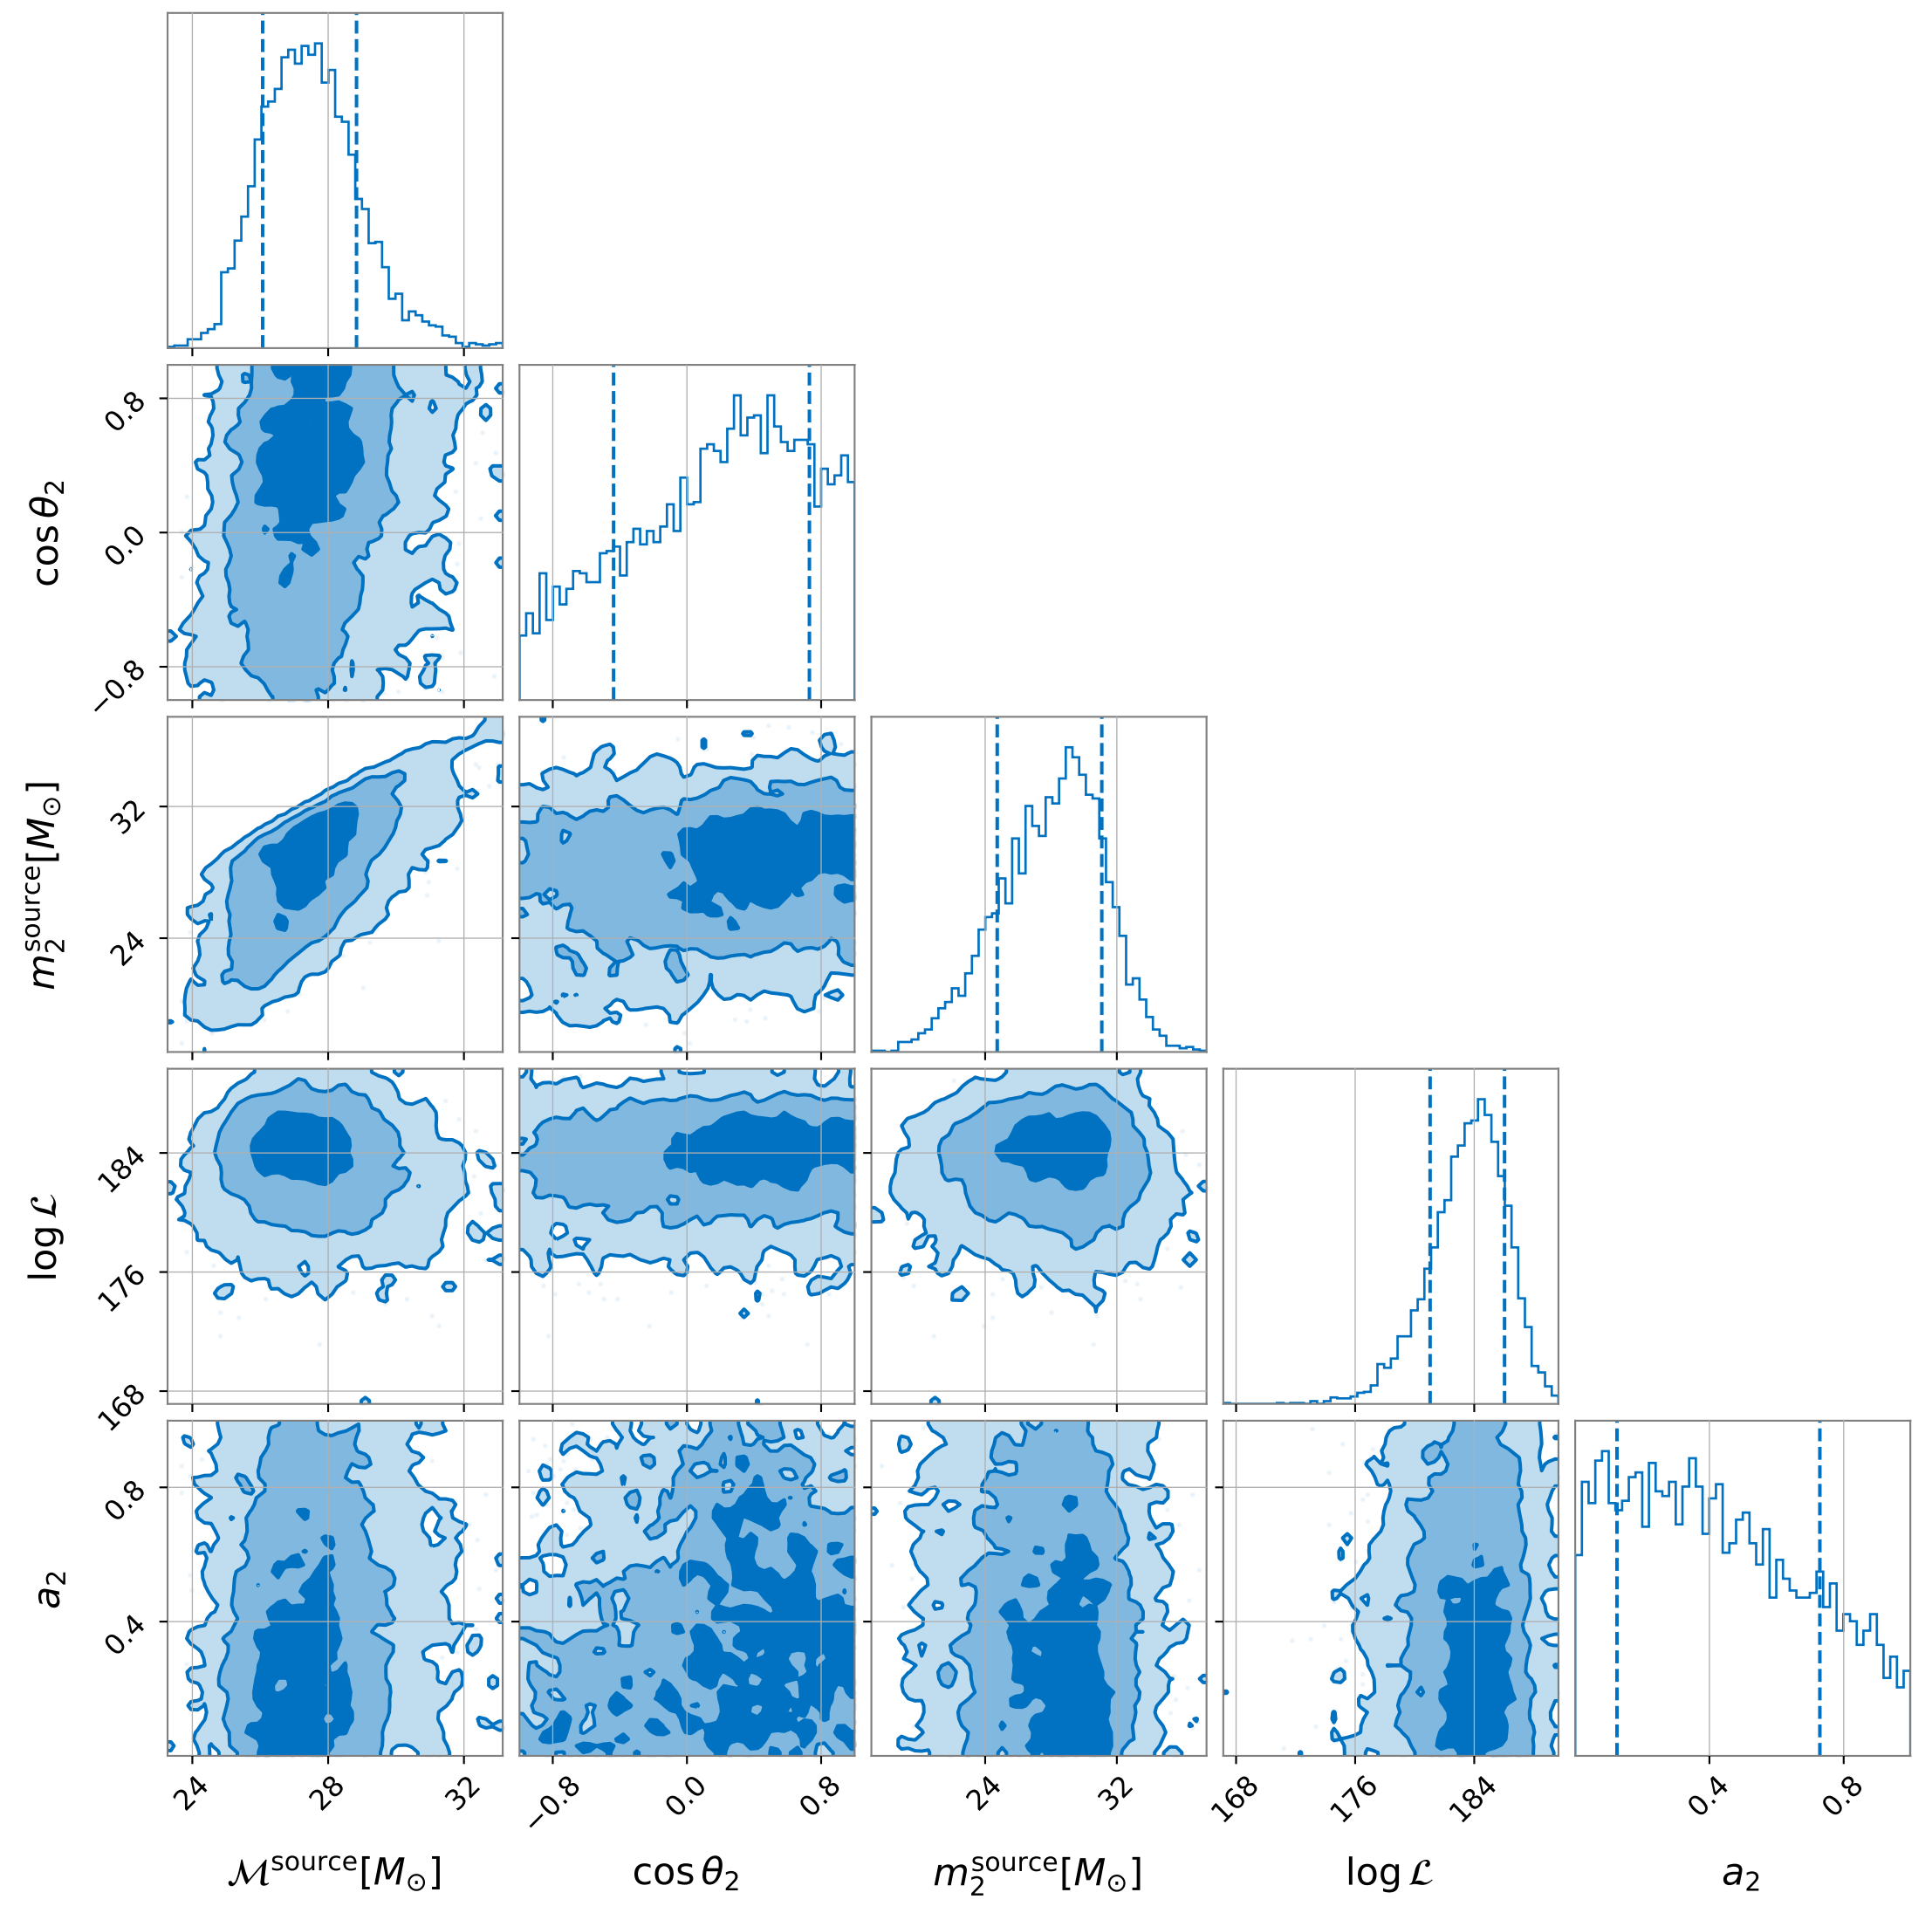 cos θ₂
0.8
0.0
−0.8
m₂^source[M⊙]
32
24
log ℒ
184
176
168
a₂
0.8
0.4
24 28 32 −0.8 0.0 0.8 24 32 168 176 184 0.4 0.8
ℳ^source[M⊙] cos θ₂ m₂^source[M⊙] log ℒ a₂